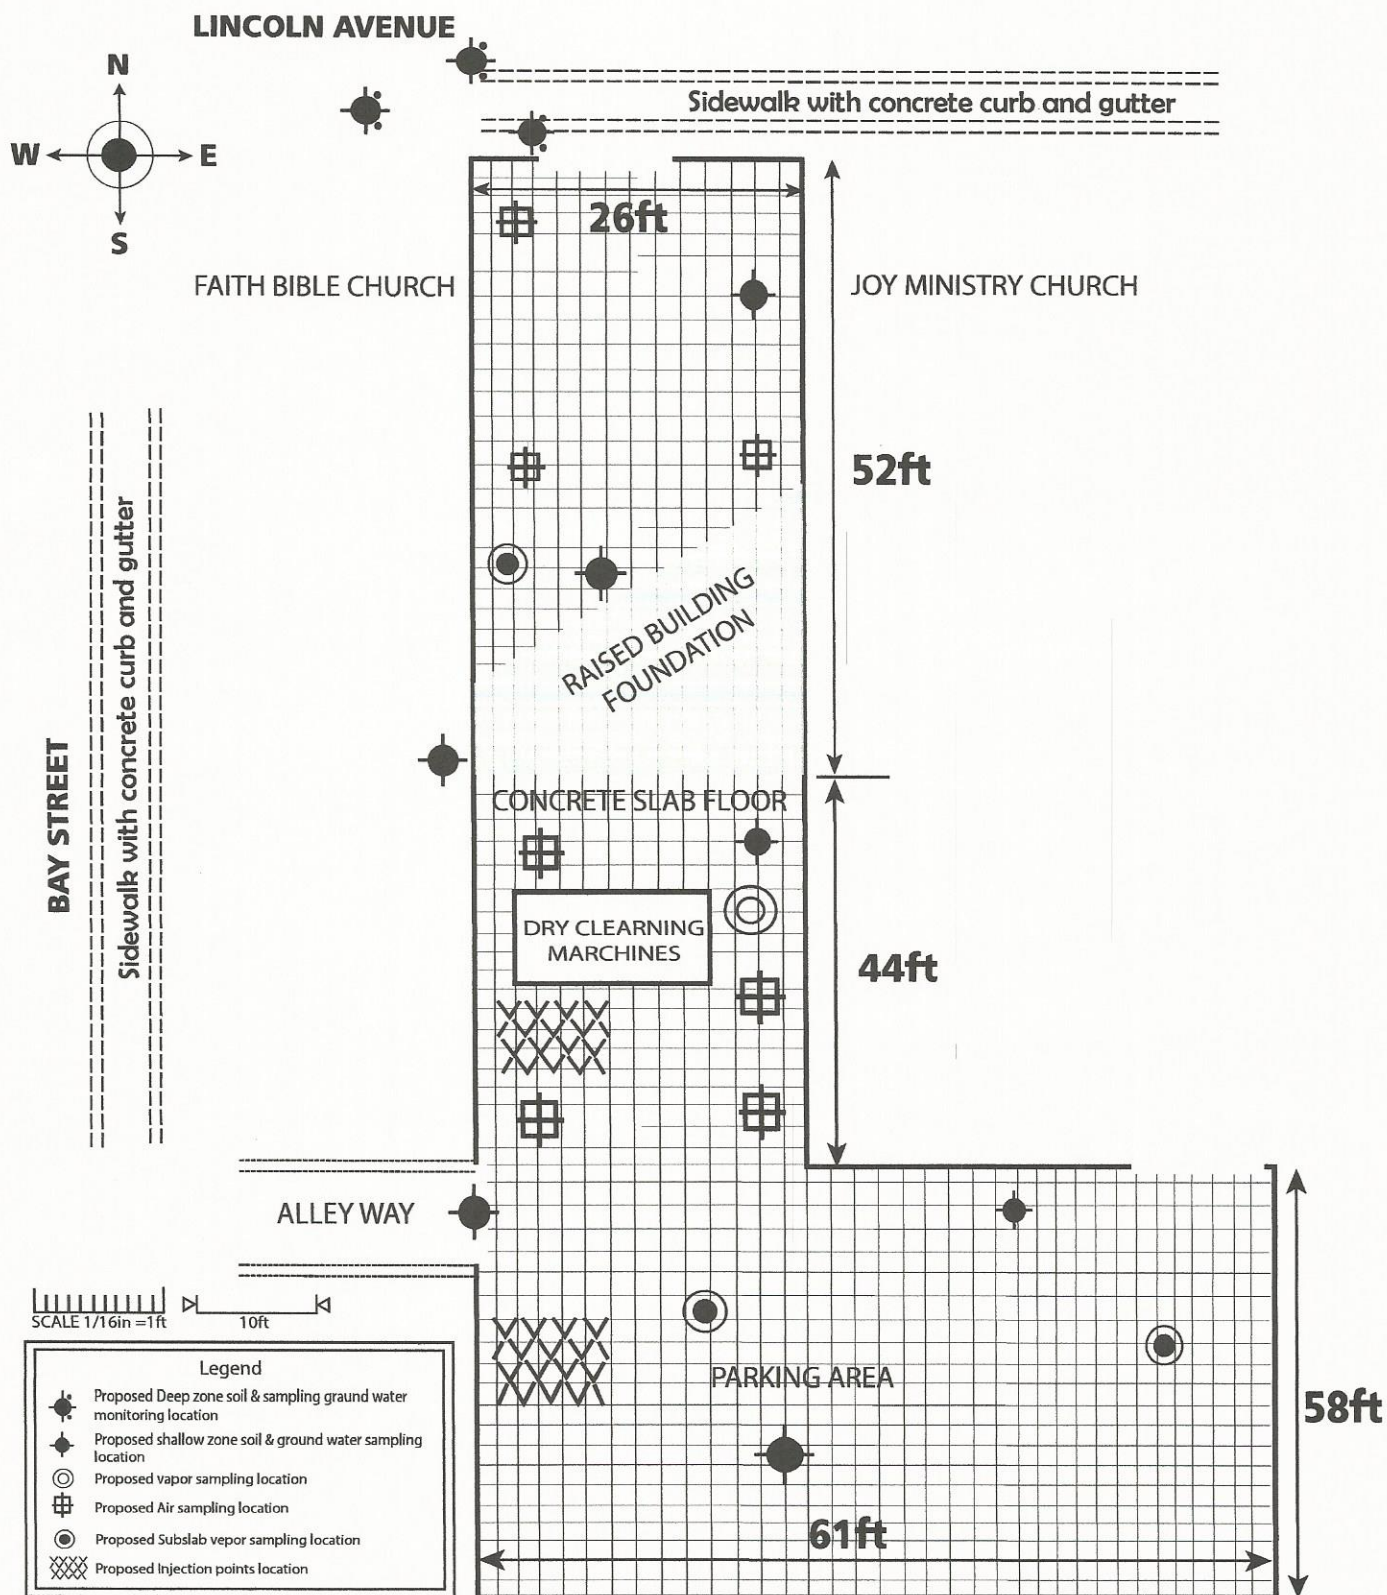 LINCOLN AVENUE
N
W
E
S
Sidewalk with concrete curb and gutter
26ft
FAITH BIBLE CHURCH
JOY MINISTRY CHURCH
52ft
RAISED BUILDING
FOUNDATION
BAY STREET
Sidewalk with concrete curb and gutter
CONCRETE SLAB FLOOR
DRY CLEARNING
MARCHINES
44ft
ALLEY WAY
SCALE 1/16in =1ft
10ft
PARKING AREA
58ft
61ft
Legend
Proposed Deep zone soil & sampling ground water
monitoring location
Proposed shallow zone soil & ground water sampling
location
Proposed vapor sampling location
Proposed Air sampling location
Proposed Subslab vepor sampling location
Proposed Injection points location